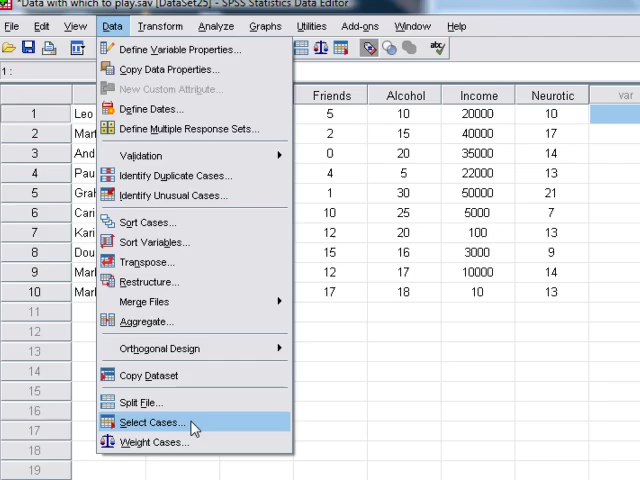 *Data with which to play.sav [DataSet25] - SPSS Statistics Data Editor
File Edit View Data Transform Analyze Graphs Utilities Add-ons Window Help
1 :
Define Variable Properties...
Copy Data Properties...
New Custom Attribute...
Define Dates...
Define Multiple Response Sets...
Validation
Identify Duplicate Cases...
Identify Unusual Cases...
Sort Cases...
Sort Variables...
Transpose...
Restructure...
Merge Files
Aggregate...
Orthogonal Design
Copy Dataset
Split File...
Select Cases...
Weight Cases...
Friends Alcohol Income Neurotic var
1 Leo 5 10 20000 10
2 Mart 2 15 40000 17
3 And 0 20 35000 14
4 Pau 4 5 22000 13
5 Gral 1 30 50000 21
6 Cari 10 25 5000 7
7 Kari 12 20 100 13
8 Dou 15 16 3000 9
9 Mark 12 17 10000 14
10 Mark 17 18 10 13
11
12
13
14
15
16
17
18
19